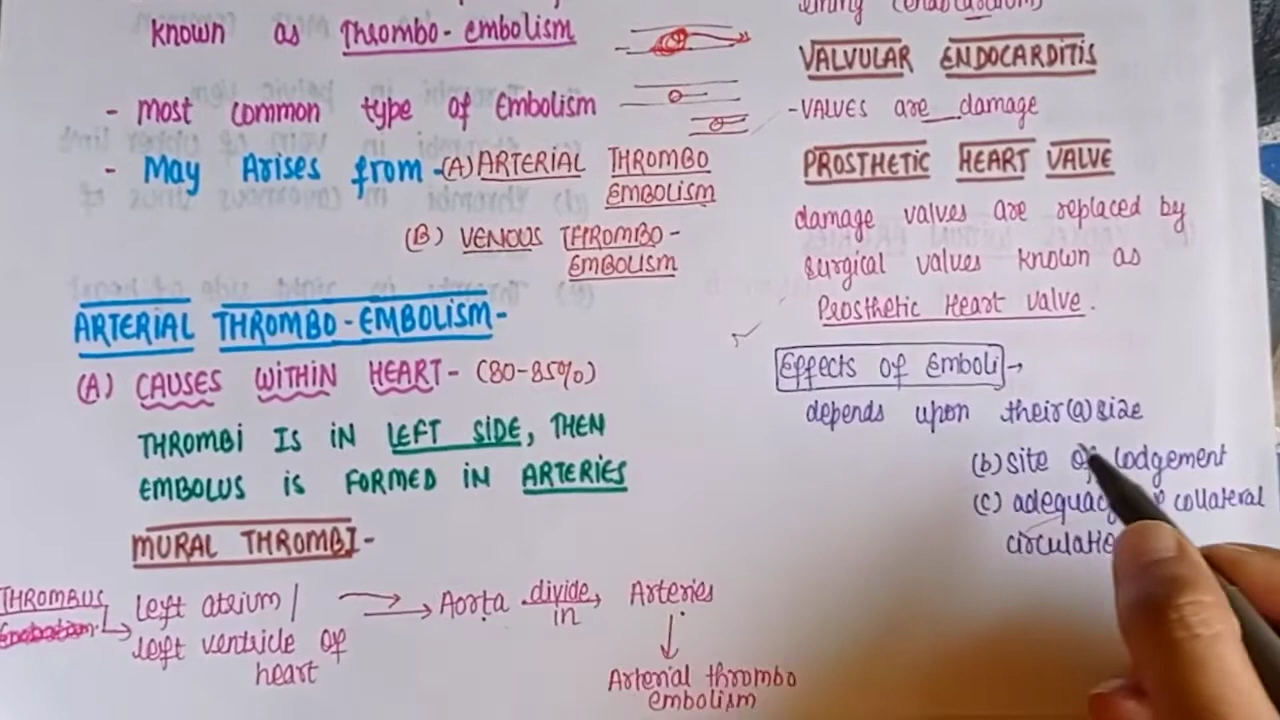 known as Thrombo-embolism
- most common type of Embolism
- May Arises from -(A) ARTERIAL THROMBO
EMBOLISM
(B) VENOUS THROMBO-
EMBOLISM
ARTERIAL THROMBO-EMBOLISM-
(A) CAUSES WITHIN HEART - (80-85%)
THROMBI IS IN LEFT SIDE, THEN
EMBOLUS IS FORMED IN ARTERIES
MURAL THROMBI-
THROMBUS
left atrium/
left ventricle of
heart
Aorta divide
in
Arteries
Arterial thrombo
embolism
VALVULAR ENDOCARDITIS
-VALVES are damage
PROSTHETIC HEART VALVE
damage valves are replaced by
surgical valves known as
Prosthetic Heart valve.
Effects of Emboli-
depends upon their (a) size
(b) site of lodgement
(c) collateral